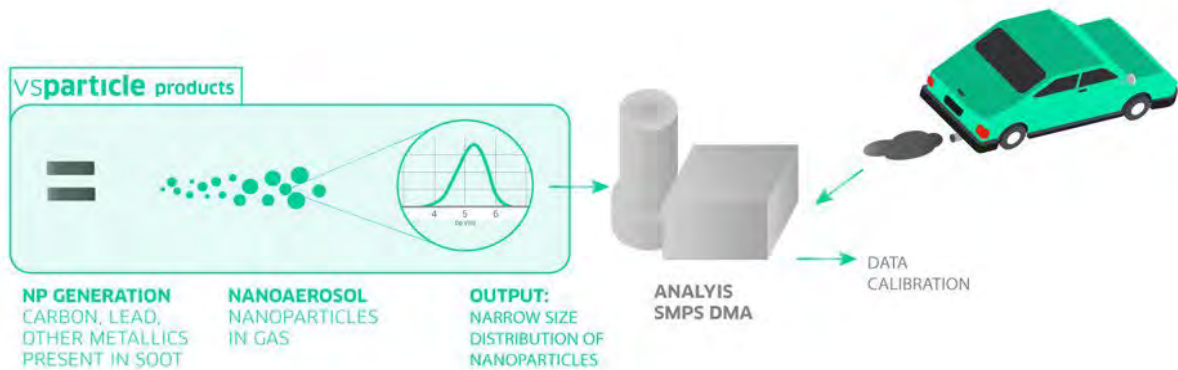 vsparticle products
4 5 6
NP GENERATION
CARBON, LEAD,
OTHER METALLICS
PRESENT IN SOOT
NANOAEROSOL
NANOPARTICLES
IN GAS
OUTPUT:
NARROW SIZE
DISTRIBUTION OF
NANOPARTICLES
ANALYIS
SMPS DMA
DATA
CALIBRATION